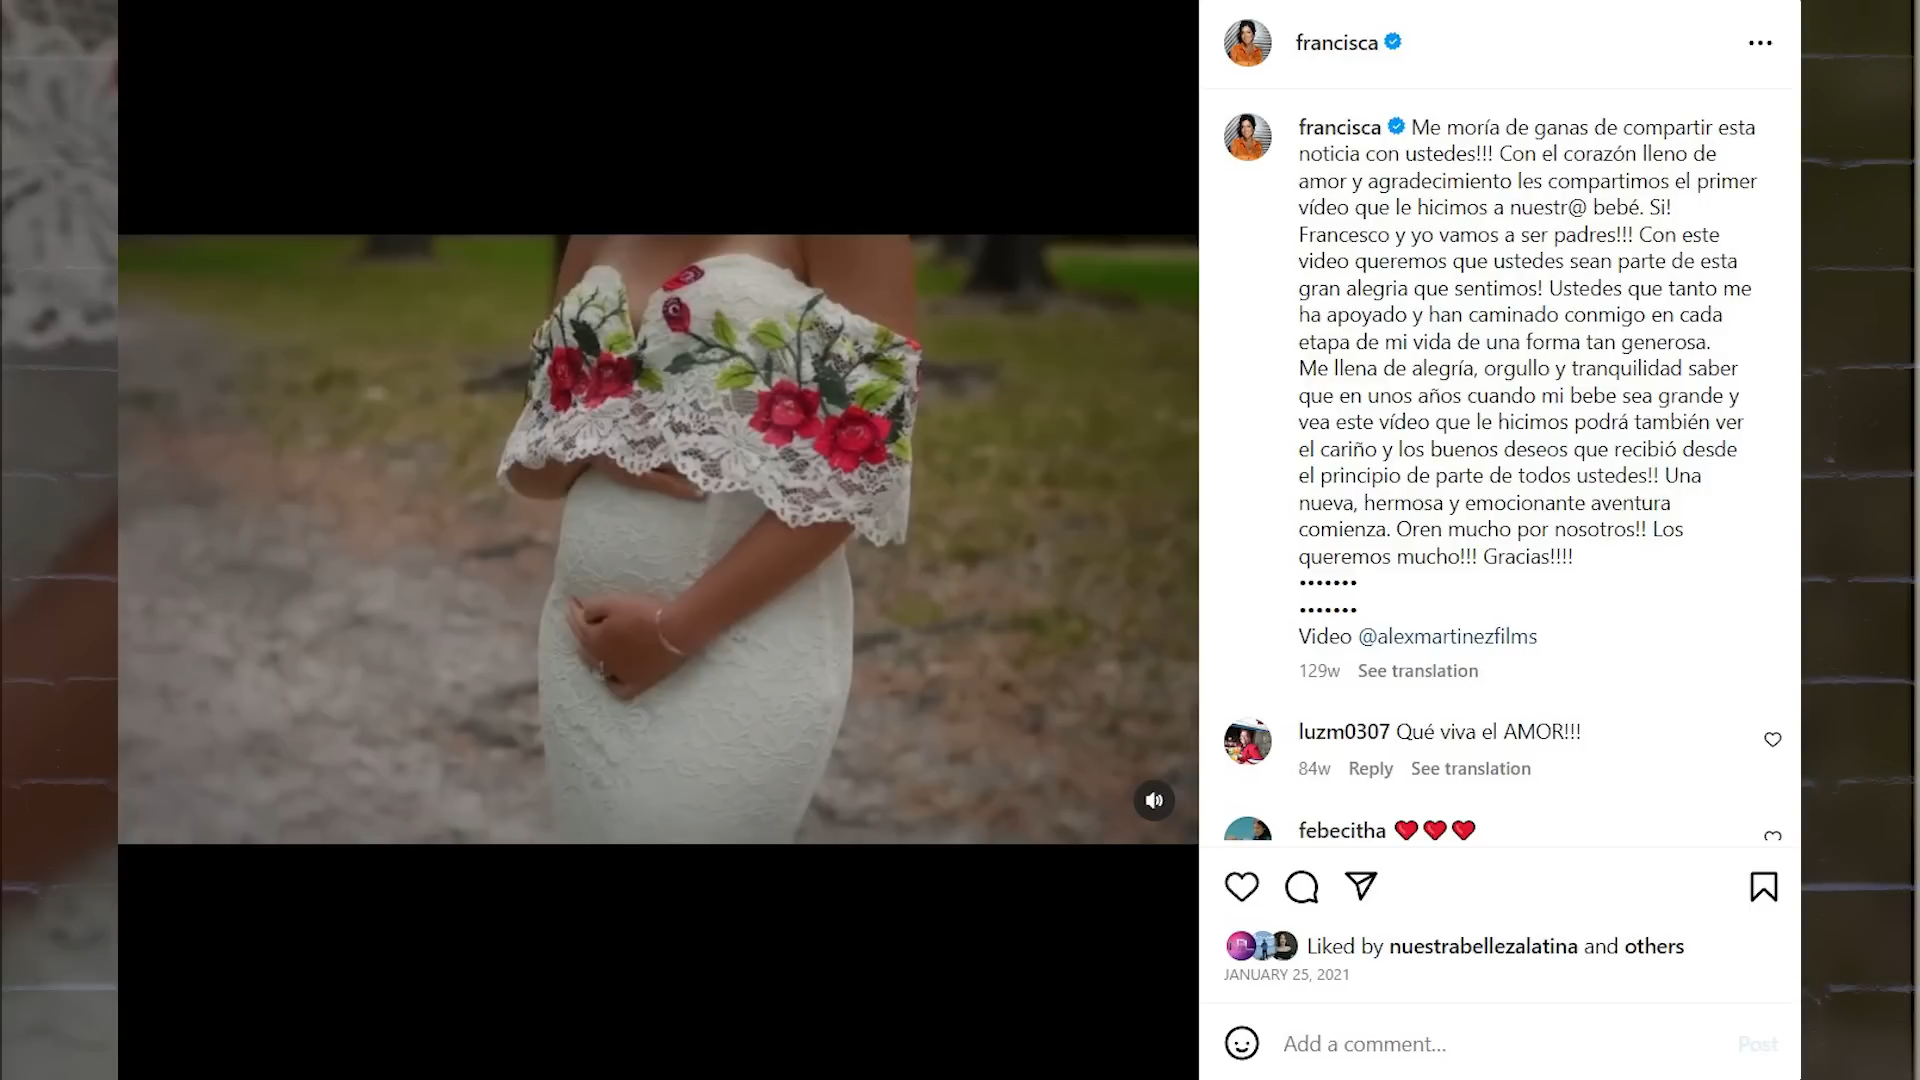 francisca
francisca Me moría de ganas de compartir esta
noticia con ustedes!!! Con el corazón lleno de
amor y agradecimiento les compartimos el primer
vídeo que le hicimos a nuestr@ bebé. Si!
Francesco y yo vamos a ser padres!!! Con este
video queremos que ustedes sean parte de esta
gran alegria que sentimos! Ustedes que tanto me
ha apoyado y han caminado conmigo en cada
etapa de mi vida de una forma tan generosa.
Me llena de alegría, orgullo y tranquilidad saber
que en unos años cuando mi bebe sea grande y
vea este vídeo que le hicimos podrá también ver
el cariño y los buenos deseos que recibió desde
el principio de parte de todos ustedes!! Una
nueva, hermosa y emocionante aventura
comienza. Oren mucho por nosotros!! Los
queremos mucho!!! Gracias!!!!
•••••••
•••••••
Video @alexmartinezfilms
129w See translation
luzm0307 Qué viva el AMOR!!!
84w Reply See translation
febecitha ❤️❤️❤️
Liked by nuestrabellezalatina and others
JANUARY 25, 2021
Add a comment...
Post